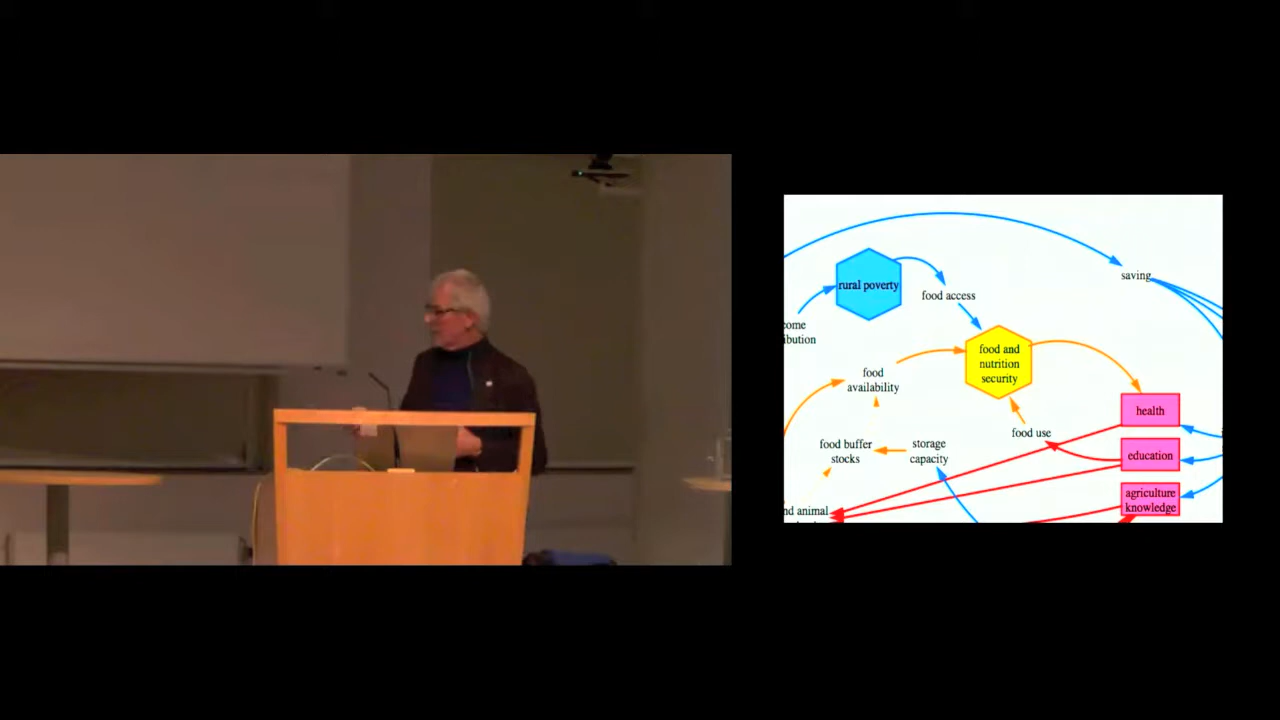 saving
rural poverty
food access
come
ibution
food and
nutrition
security
food
availability
health
food use
food buffer
stocks
storage
capacity
education
agriculture
knowledge
nd animal